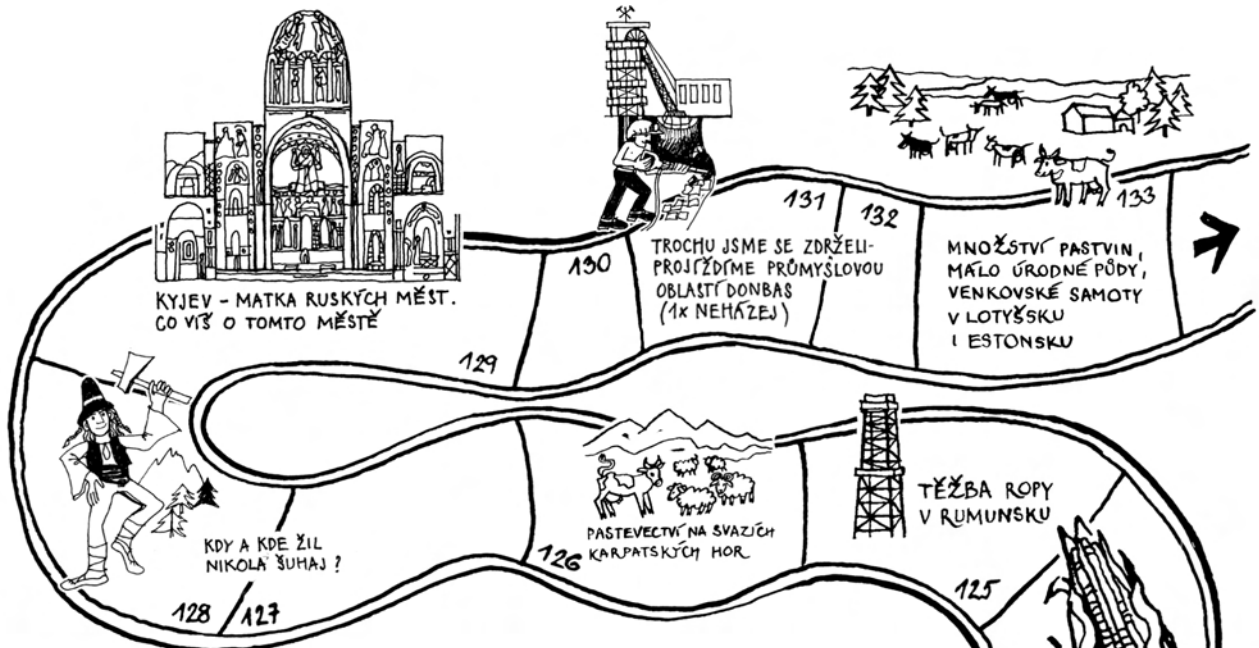 KYJEV - MATKA RUSKÝCH MĚST.
CO VÍŠ O TOMTO MĚSTĚ
129
130
131
TROCHU JSME SE ZDRŽELI-
PROJÍŽDÍME PRŮMYSLOVOU
OBLASTÍ DONBAS
(1x NEHÁZEJ)
132
133
MNOŽSTVÍ PASTVIN,
MÁLO ÚRODNÉ PŮDY,
VENKOVSKÉ SAMOTY
V LOTYŠSKU
I ESTONSKU
KDY A KDE ŽIL
NIKOLA ŠUHAJ?
128
127
126
PASTEVECTVÍ NA SVAZÍCH
KARPATSKÝCH HOR
TĚŽBA ROPY
V RUMUNSKU
125